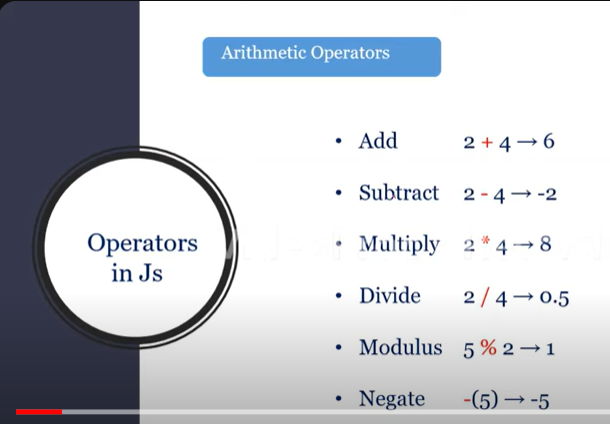 Arithmetic Operators
Operators
in Js
• Add 2 + 4 → 6
• Subtract 2 - 4 → -2
• Multiply 2 * 4 → 8
• Divide 2 / 4 → 0.5
• Modulus 5 % 2 → 1
• Negate -(5) → -5